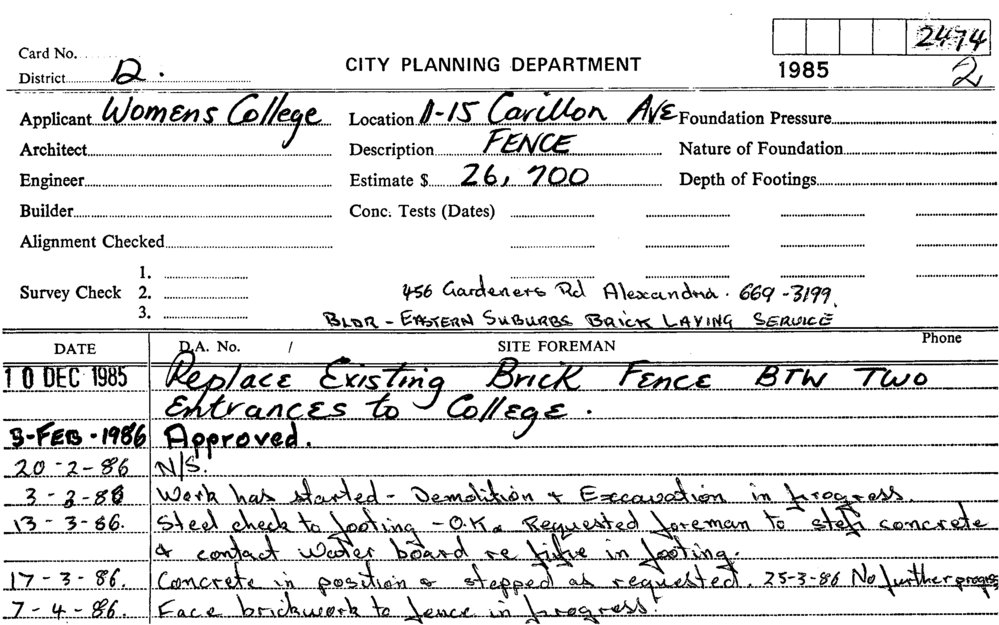 2474
Card No.
District D.
CITY PLANNING DEPARTMENT
1985
2
Applicant Womens College Location 11-15 Carillon Ave Foundation Pressure
Architect Description FENCE Nature of Foundation
Engineer Estimate $ 26,700 Depth of Footings
Builder Conc. Tests (Dates)
Alignment Checked
1.
Survey Check 2.
3.
456 Gardeners Rd Alexandria. 669-3199.
BLDR - EASTERN SUBURBS BRICK LAYING SERVICE
DATE D.A. No. / SITE FOREMAN Phone
10 DEC 1985 Replace Existing Brick Fence BTW TWO
Entrances to College.
3-FEB-1986 Approved.
20-2-86 N/S.
3-3-86 Work has started - Demolition & Exccavation in progress.
13-3-86. Steel check to footing - O.K. Requested foreman to step concrete
& contact Water board re pipe in footing.
17-3-86. Concrete in position & stepped as requested. 25-3-86 No further progs
7-4-86. Face brickwork to fence in progress.